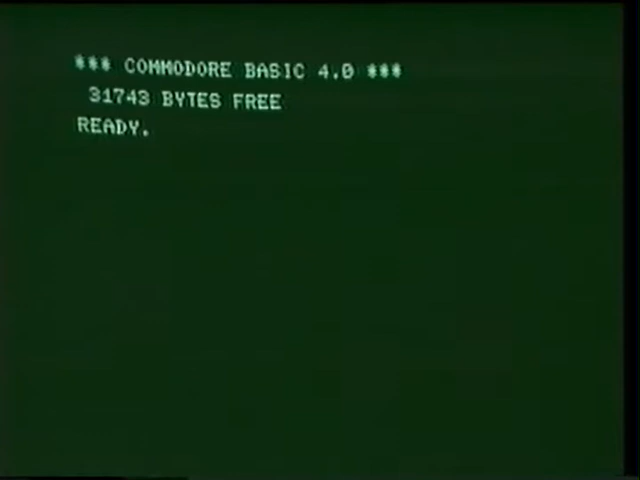 *** COMMODORE BASIC 4.0 ***
31743 BYTES FREE
READY.